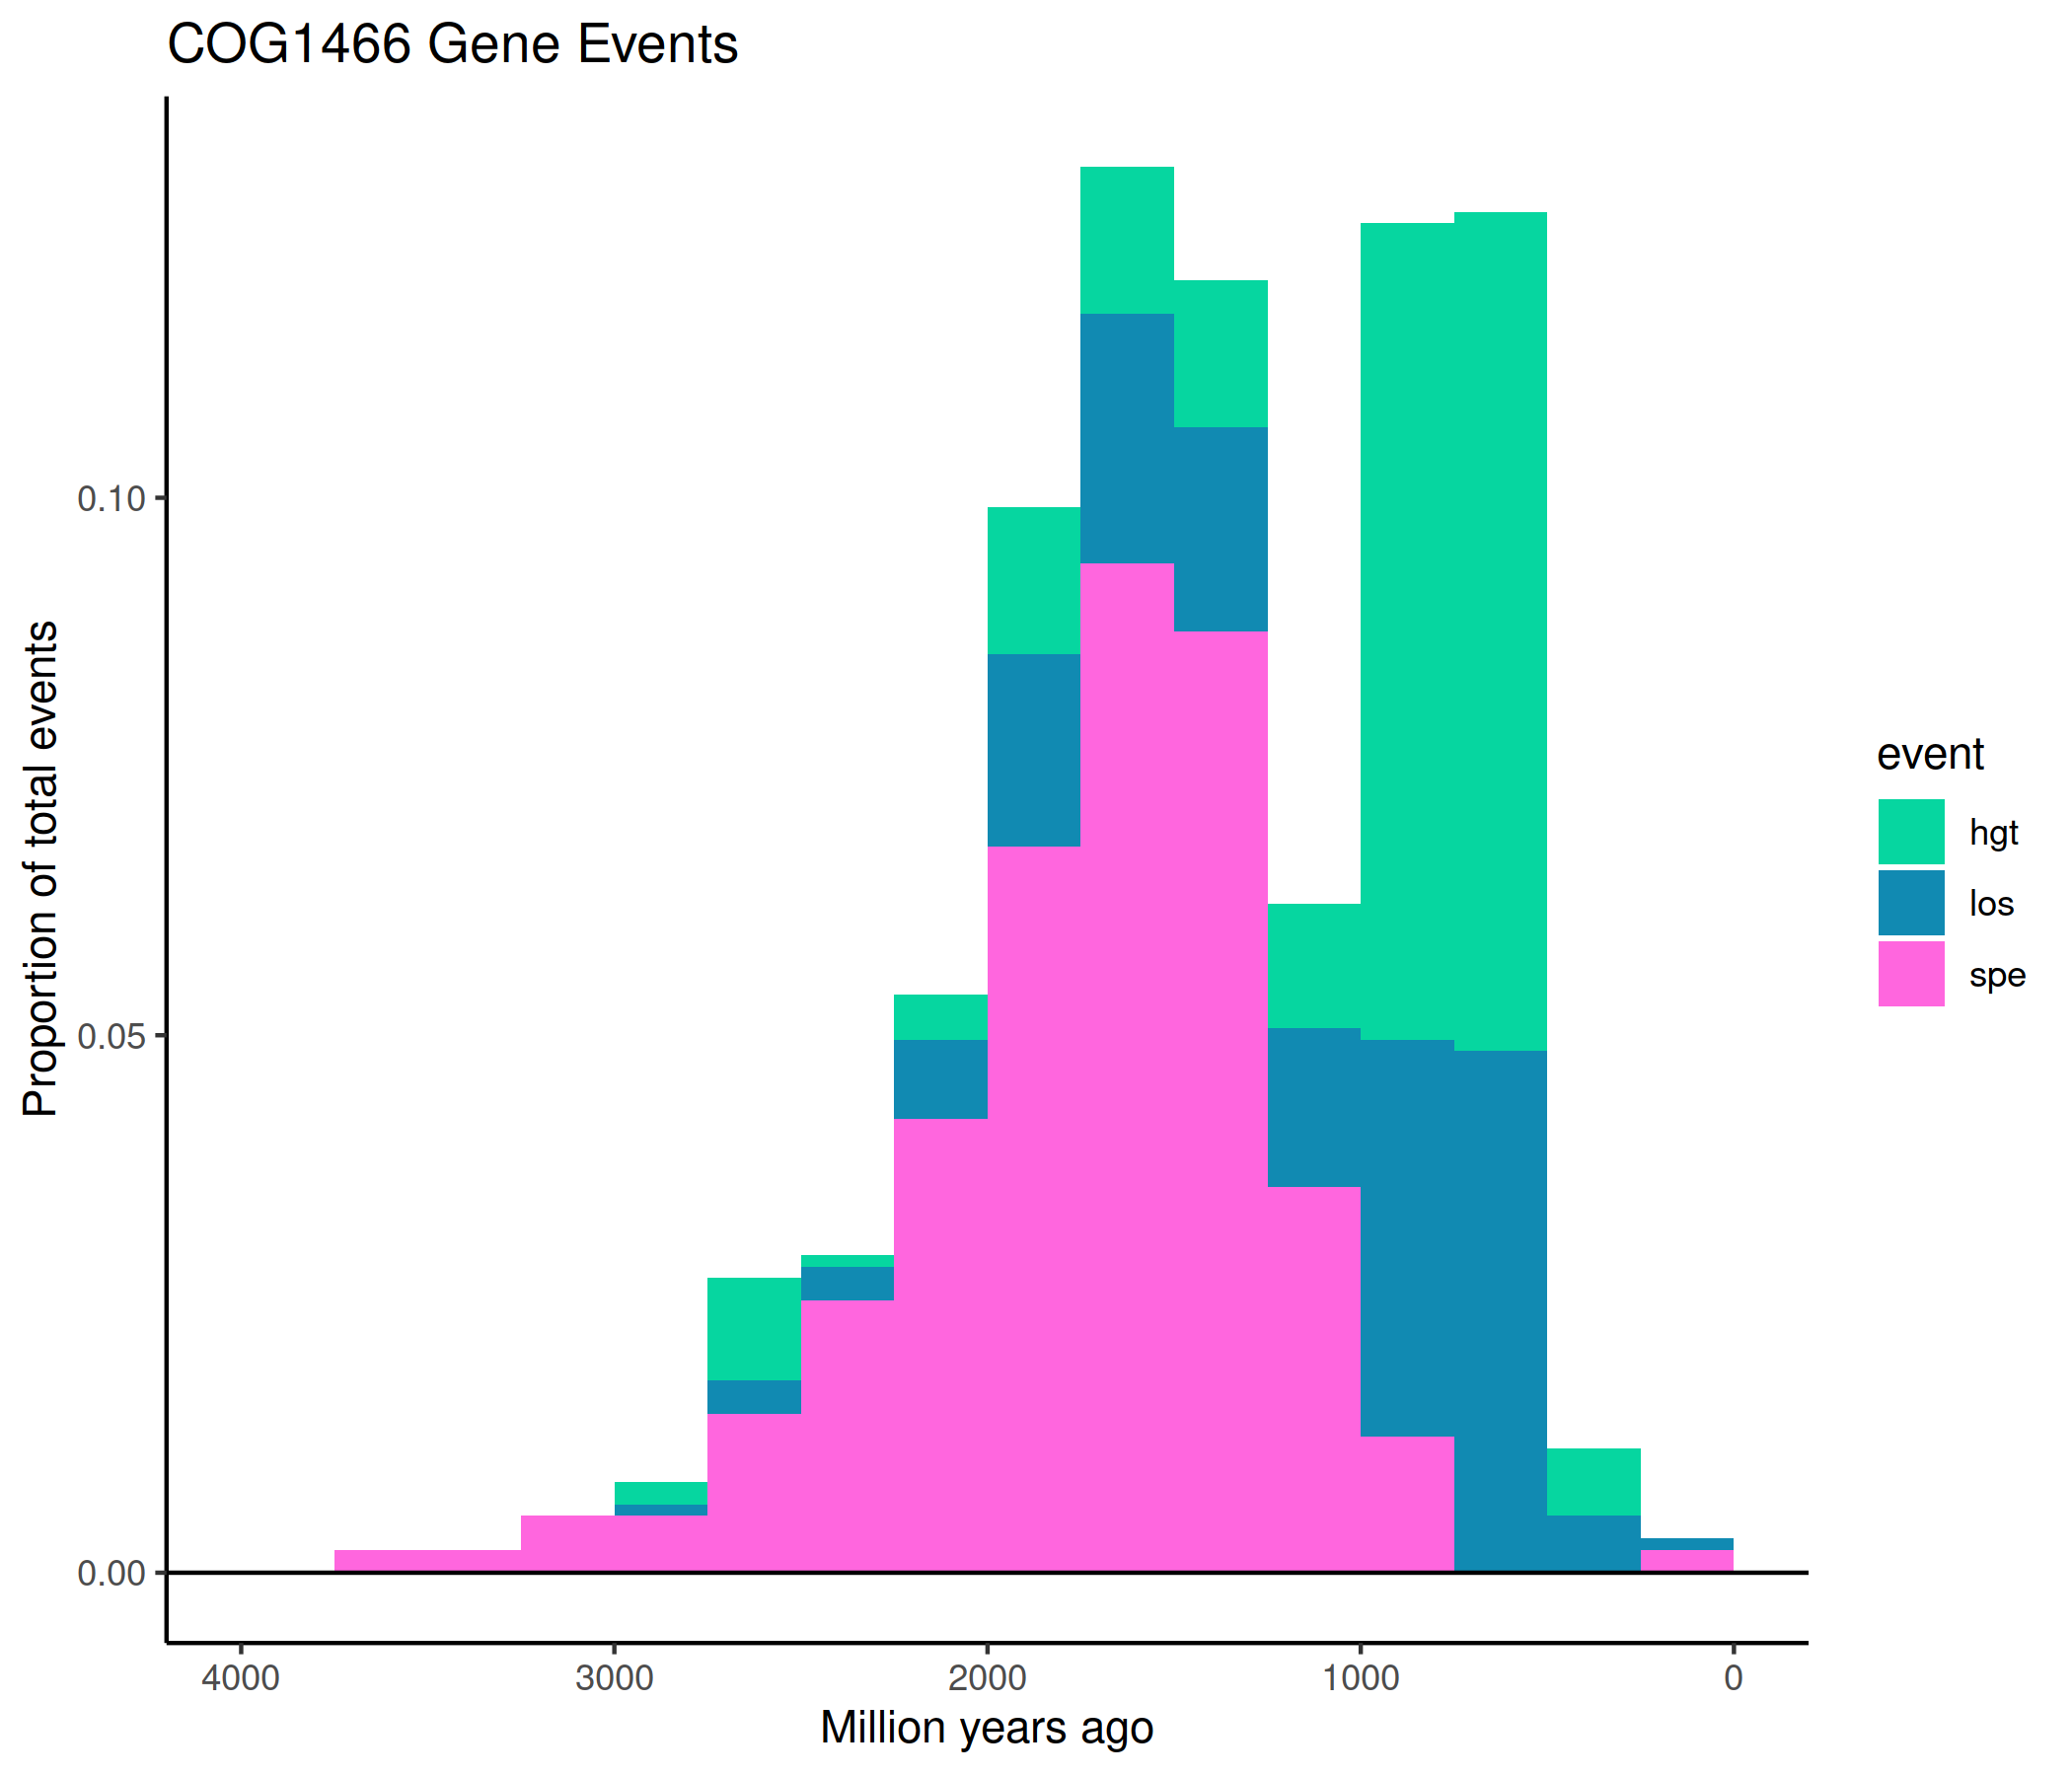 COG1466 Gene Events
Proportion of total events
0.10
0.05
0.00
4000 3000 2000 1000 0
Million years ago
event
hgt
los
spe